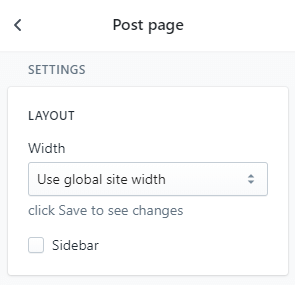 Post page
SETTINGS
LAYOUT
Width
Use global site width
click Save to see changes
Sidebar